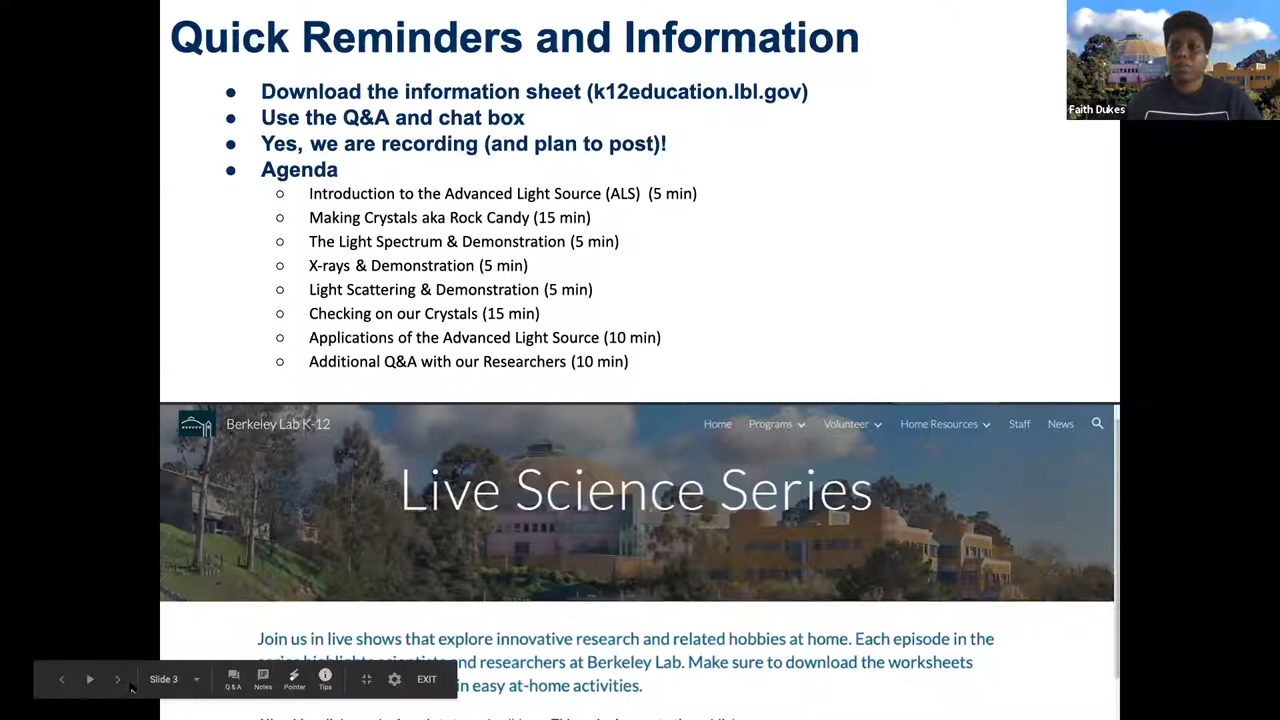 Quick Reminders and Information
Faith Dukes
● Download the information sheet (k12education.lbl.gov)
● Use the Q&A and chat box
● Yes, we are recording (and plan to post)!
● Agenda
○ Introduction to the Advanced Light Source (ALS) (5 min)
○ Making Crystals aka Rock Candy (15 min)
○ The Light Spectrum & Demonstration (5 min)
○ X-rays & Demonstration (5 min)
○ Light Scattering & Demonstration (5 min)
○ Checking on our Crystals (15 min)
○ Applications of the Advanced Light Source (10 min)
○ Additional Q&A with our Researchers (10 min)
Berkeley Lab K-12 Home Programs Volunteer Home Resources Staff News
Live Science Series
Join us in live shows that explore innovative research and related hobbies at home. Each episode in the
and researchers at Berkeley Lab. Make sure to download the worksheets
in easy at-home activities.
Slide 3 Q & A Notes Pointer Tips EXIT